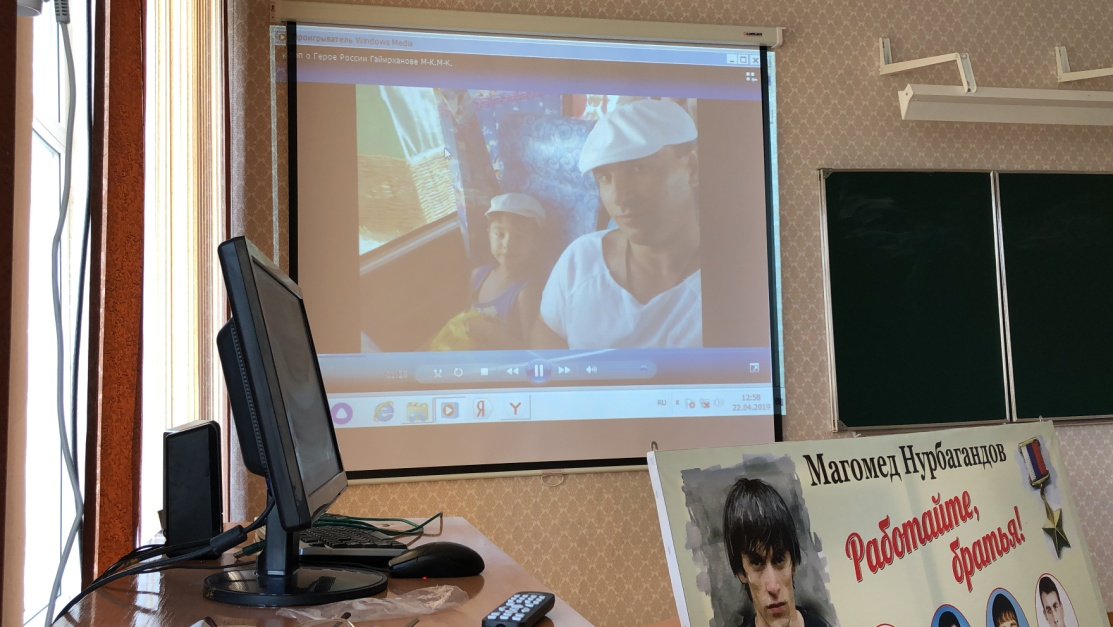 проигрыватель Windows Media
о Герое России Гайирханове М-К.М-К.
RU
12:58
22.04.2019
Я
Y
Магомед Нурбагандов
Работайте,
братья!